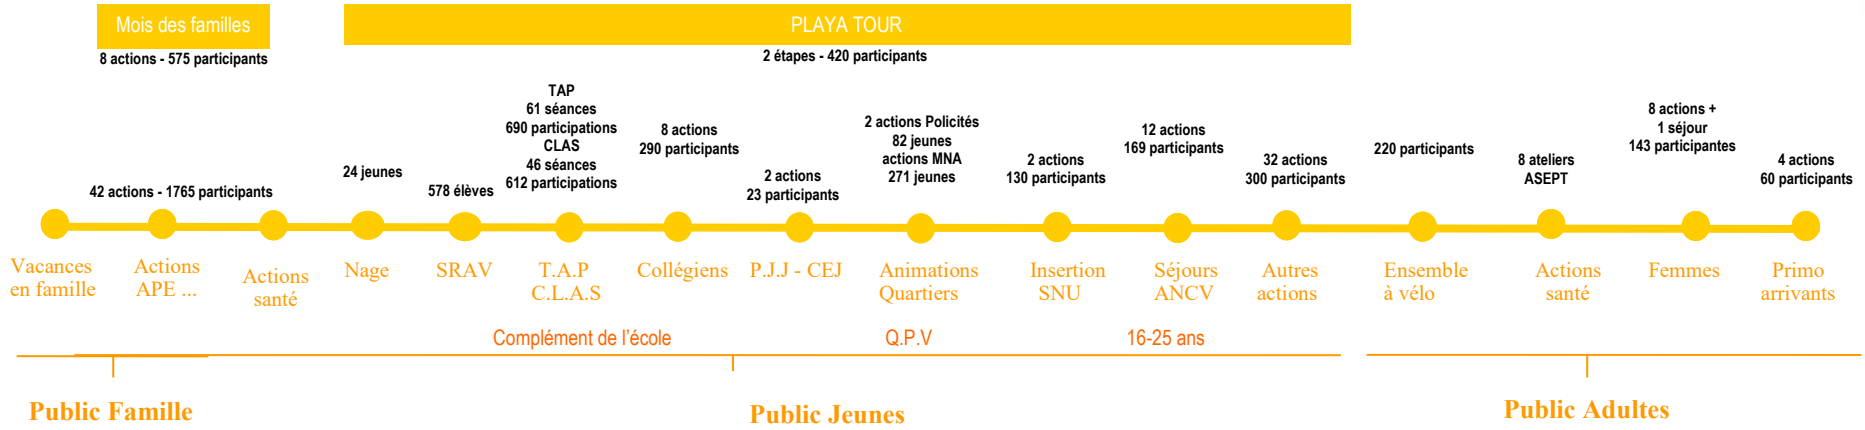 Mois des familles
8 actions - 575 participants
PLAYA TOUR
2 étapes - 420 participants
42 actions - 1765 participants
24 jeunes
578 élèves
TAP
61 séances
690 participations
CLAS
46 séances
612 participations
8 actions
290 participants
2 actions
23 participants
2 actions Policités
82 jeunes
actions MNA
271 jeunes
2 actions
130 participants
12 actions
169 participants
32 actions
300 participants
220 participants
8 ateliers
ASEPT
8 actions +
1 séjour
143 participantes
4 actions
60 participants
Vacances
en famille
Actions
APE ...
Actions
santé
Nage
SRAV
T.A.P
C.L.A.S
Collégiens
P.J.J - CEJ
Animations
Quartiers
Insertion
SNU
Séjours
ANCV
Autres
actions
Ensemble
à vélo
Actions
santé
Femmes
Primo
arrivants
Complément de l'école
Q.P.V
16-25 ans
Public Famille
Public Jeunes
Public Adultes